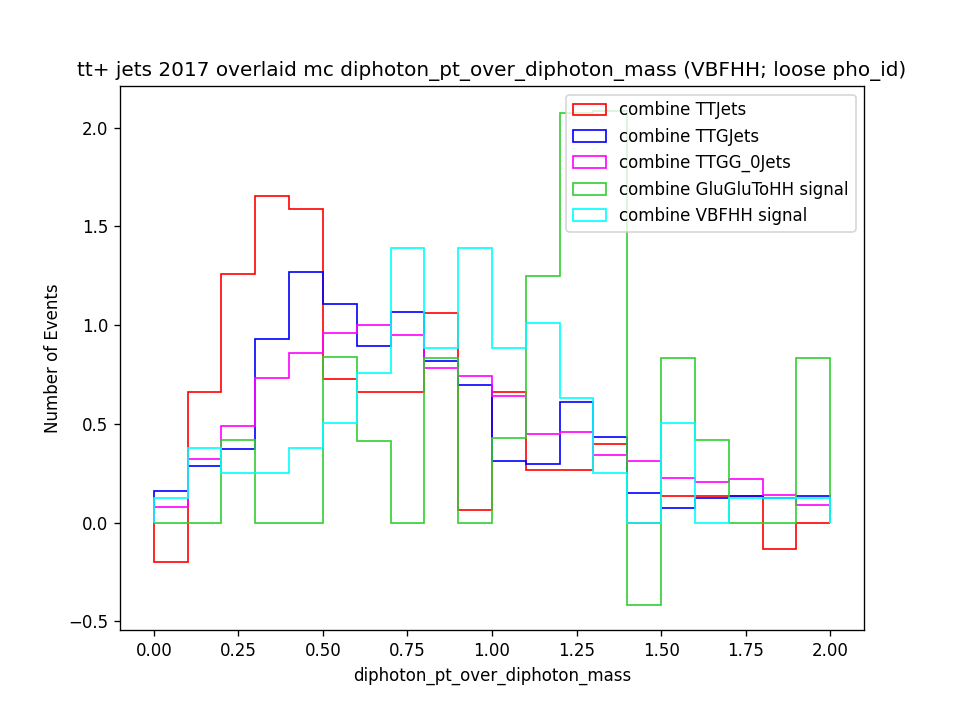 tt+ jets 2017 overlaid mc diphoton_pt_over_diphoton_mass (VBFHH; loose pho_id)
combine TTJets
combine TTGJets
combine TTGG_0Jets
combine GluGluToHH signal
combine VBFHH signal
Number of Events
2.0
1.5
1.0
0.5
0.0
−0.5
0.00 0.25 0.50 0.75 1.00 1.25 1.50 1.75 2.00
diphoton_pt_over_diphoton_mass